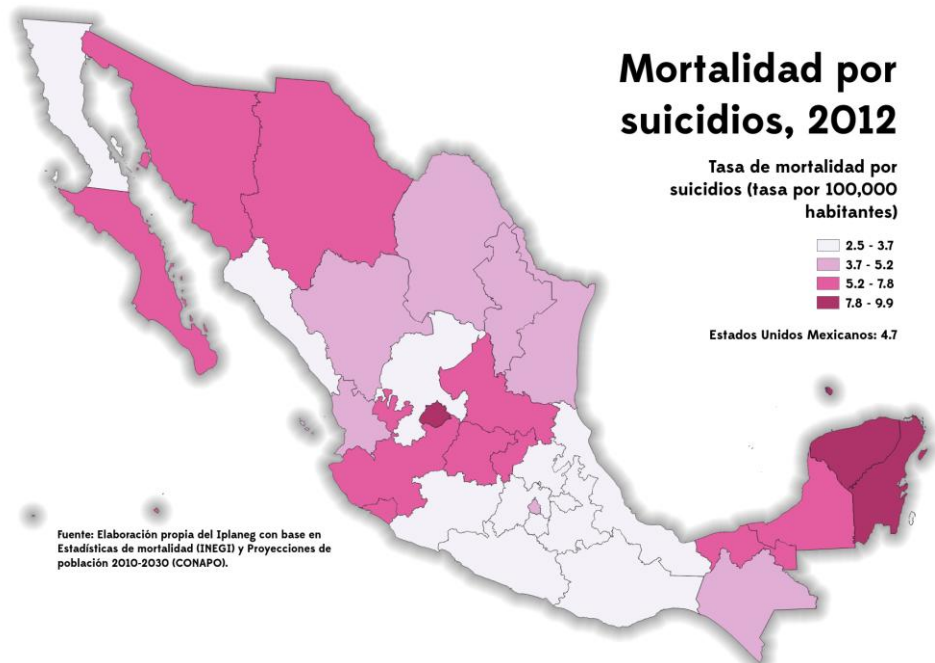 Mortalidad por
suicidios, 2012
Tasa de mortalidad por
suicidios (tasa por 100,000
habitantes)
2.5 - 3.7
3.7 - 5.2
5.2 - 7.8
7.8 - 9.9
Estados Unidos Mexicanos: 4.7
Fuente: Elaboración propia del Iplaneg con base en
Estadísticas de mortalidad (INEGI) y Proyecciones de
población 2010-2030 (CONAPO).